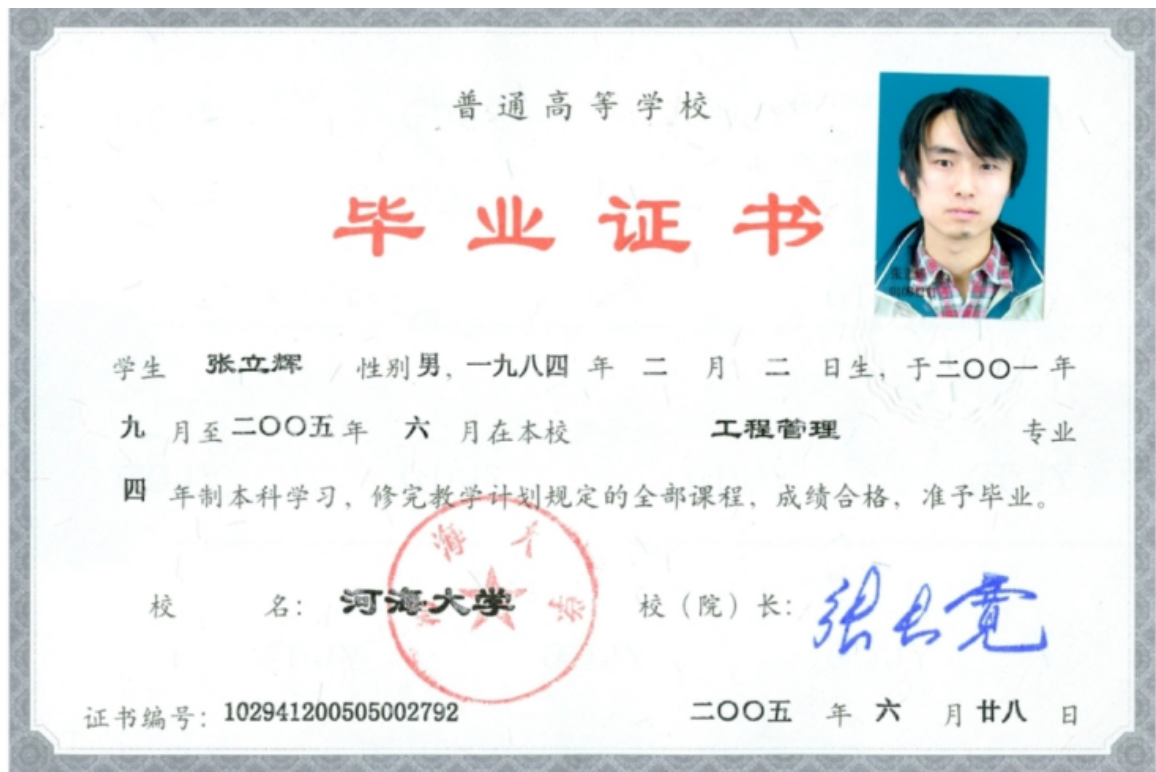 普通高等学校
毕业证书
学生 张立辉 性别男,一九八四 年 二 月 二 日生,于二〇〇一 年
九 月至 二〇〇五 年 六 月在本校 工程管理 专业
四 年制本科学习,修完教学计划规定的全部课程,成绩合格,准予毕业。
校 名: 河海大学 校(院)长: 张长宽
证书编号: 102941200505002792 二〇〇五 年 六 月 廿八 日